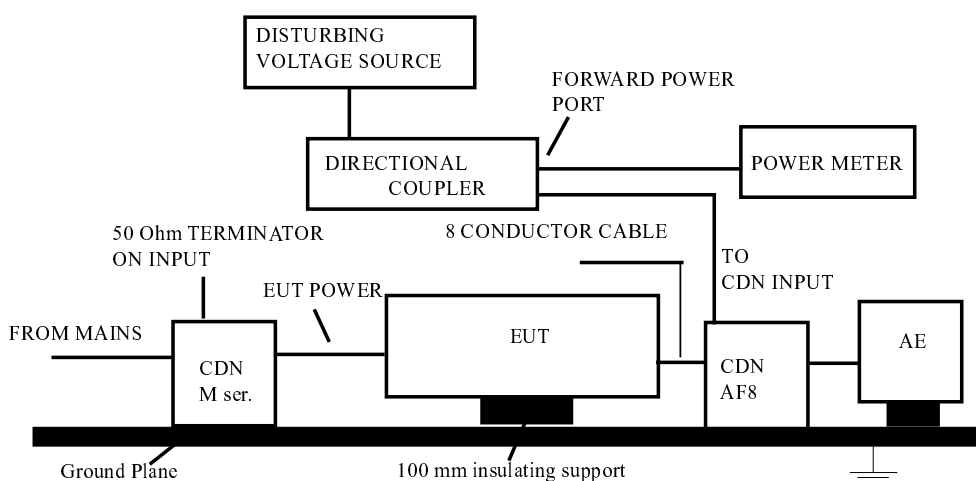 DISTURBING
VOLTAGE SOURCE
FORWARD POWER
PORT
DIRECTIONAL
COUPLER
POWER METER
50 Ohm TERMINATOR
ON INPUT
8 CONDUCTOR CABLE
TO
CDN INPUT
EUT POWER
FROM MAINS
CDN
M ser.
EUT
CDN
AF8
AE
Ground Plane
100 mm insulating support